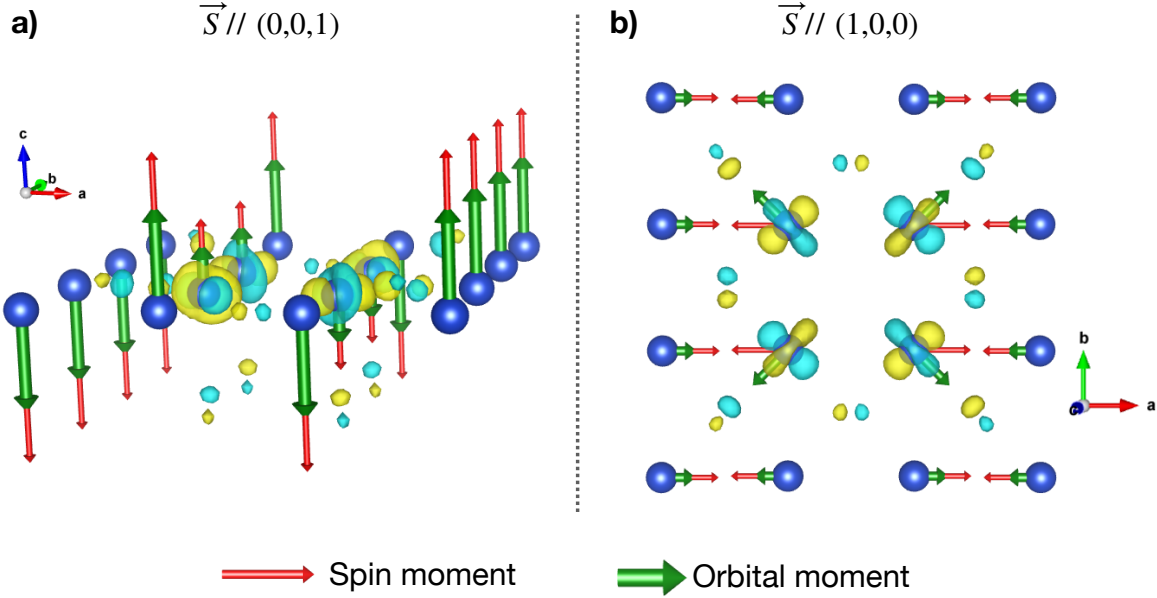 a)
S // (0,0,1)
b)
S // (1,0,0)
c
b
a
b
a
c
Spin moment
Orbital moment